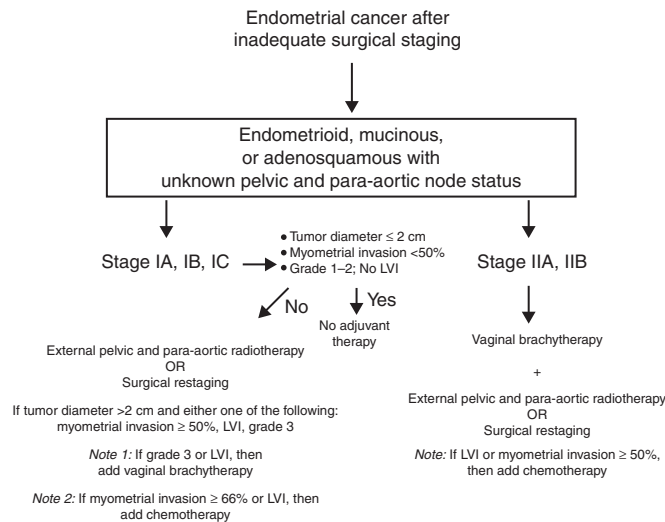 Endometrial cancer after
inadequate surgical staging
Endometrioid, mucinous,
or adenosquamous with
unknown pelvic and para-aortic node status
Stage IA, IB, IC
• Tumor diameter ≤ 2 cm
• Myometrial invasion <50%
• Grade 1–2; No LVI
Stage IIA, IIB
No
Yes
No adjuvant
therapy
External pelvic and para-aortic radiotherapy
OR
Surgical restaging
If tumor diameter >2 cm and either one of the following:
myometrial invasion ≥ 50%, LVI, grade 3
Note 1: If grade 3 or LVI, then
add vaginal brachytherapy
Note 2: If myometrial invasion ≥ 66% or LVI, then
add chemotherapy
Vaginal brachytherapy
+
External pelvic and para-aortic radiotherapy
OR
Surgical restaging
Note: If LVI or myometrial invasion ≥ 50%,
then add chemotherapy